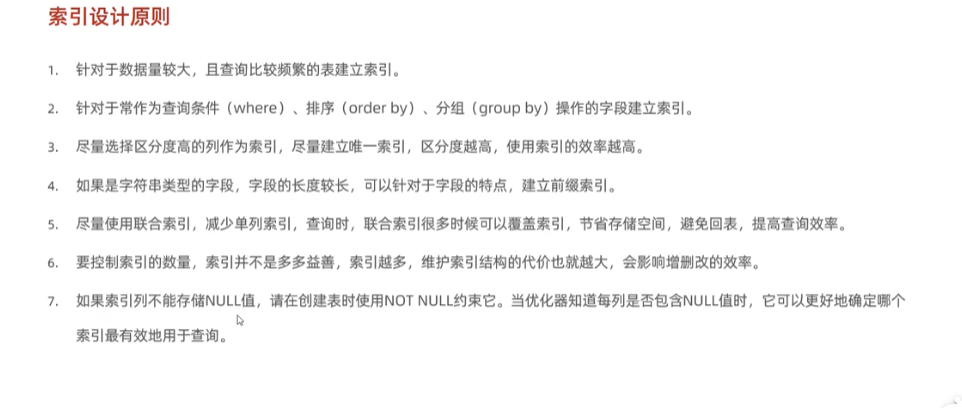 索引设计原则
1. 针对于数据量较大，且查询比较频繁的表建立索引。
2. 针对于常作为查询条件（where）、排序（order by）、分组（group by）操作的字段建立索引。
3. 尽量选择区分度高的列作为索引，尽量建立唯一索引，区分度越高，使用索引的效率越高。
4. 如果是字符串类型的字段，字段的长度较长，可以针对于字段的特点，建立前缀索引。
5. 尽量使用联合索引，减少单列索引，查询时，联合索引很多时候可以覆盖索引，节省存储空间，避免回表，提高查询效率。
6. 要控制索引的数量，索引并不是多多益善，索引越多，维护索引结构的代价也就越大，会影响增删改的效率。
7. 如果索引列不能存储NULL值，请在创建表时使用NOT NULL约束它。当优化器知道每列是否包含NULL值时，它可以更好地确定哪个
索引最有效地用于查询。